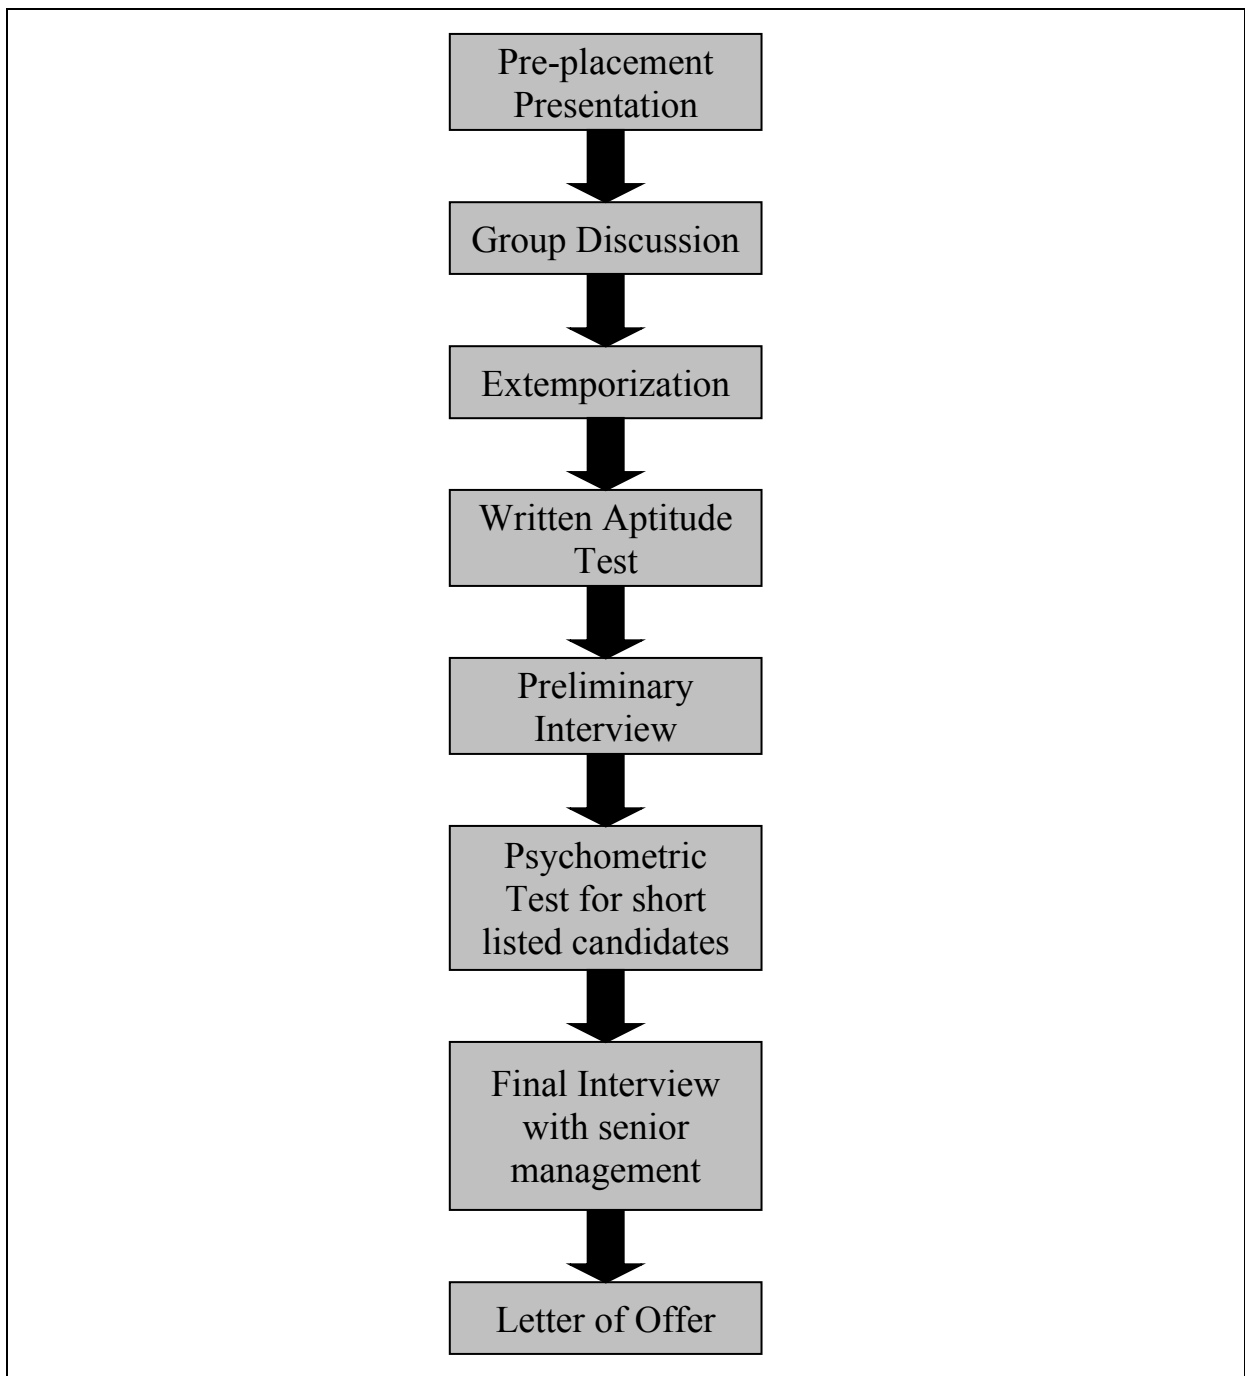 Pre-placement
Presentation
Group Discussion
Extemporization
Written Aptitude
Test
Preliminary
Interview
Psychometric
Test for short
listed candidates
Final Interview
with senior
management
Letter of Offer